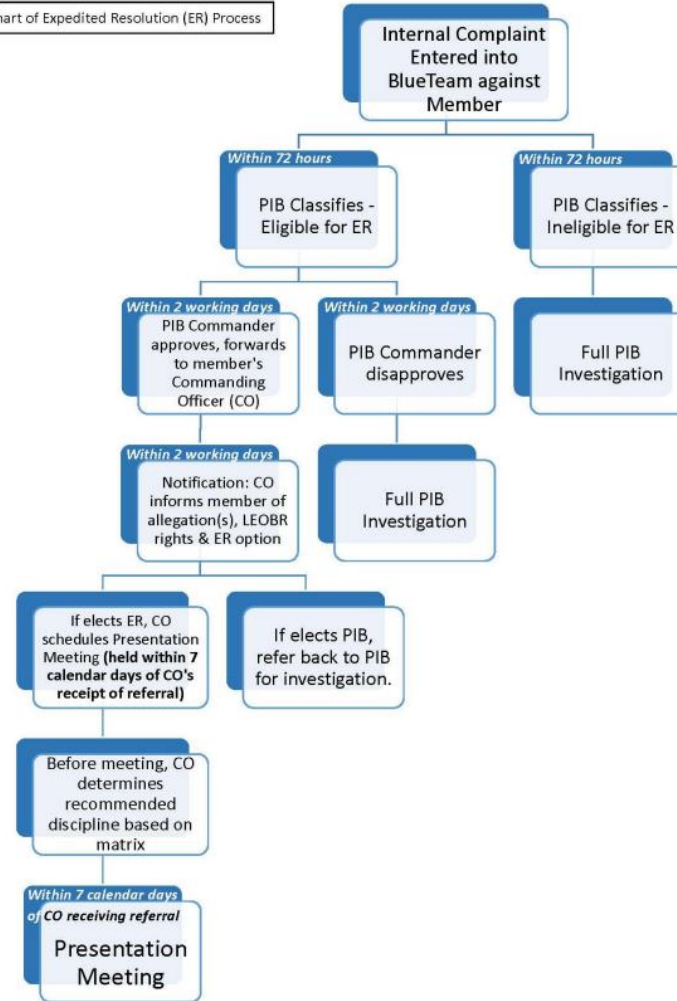 hart of Expedited Resolution (ER) Process
Internal Complaint
Entered into
BlueTeam against
Member
Within 72 hours
PIB Classifies -
Eligible for ER
Within 72 hours
PIB Classifies -
Ineligible for ER
Within 2 working days
PIB Commander
approves, forwards
to member's
Commanding
Officer (CO)
Within 2 working days
PIB Commander
disapproves
Full PIB
Investigation
Within 2 working days
Notification: CO
informs member of
allegation(s), LEOBR
rights & ER option
Full PIB
Investigation
If elects ER, CO
schedules Presentation
Meeting (held within 7
calendar days of CO's
receipt of referral)
If elects PIB,
refer back to PIB
for investigation.
Before meeting, CO
determines
recommended
discipline based on
matrix
Within 7 calendar days
of CO receiving referral
Presentation
Meeting